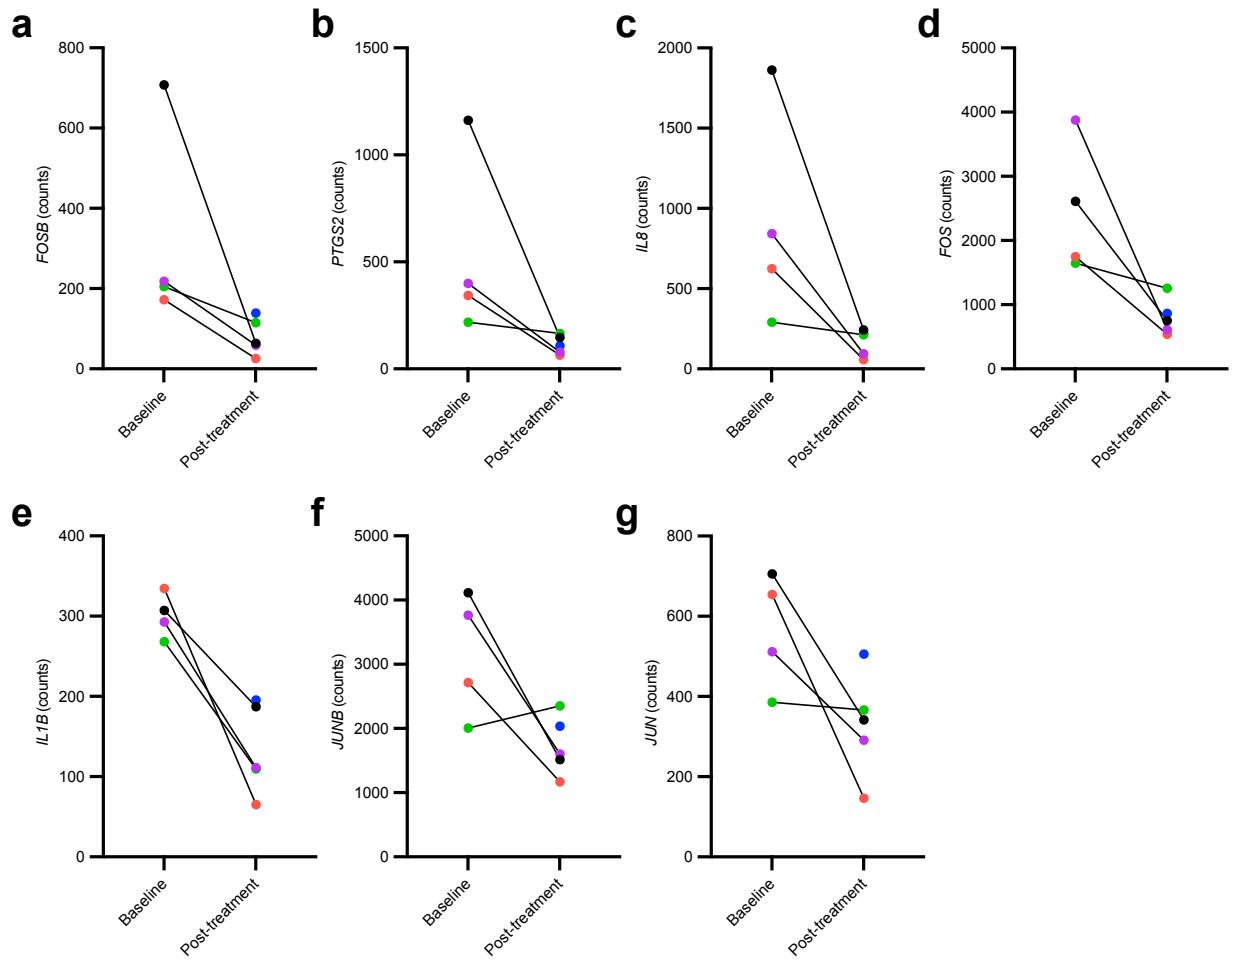 a
800
600
400
200
0
FOSB (counts)
Baseline
Post-treatment
b
1500
1000
500
0
PTGS2 (counts)
Baseline
Post-treatment
c
2000
1500
1000
500
0
IL8 (counts)
Baseline
Post-treatment
d
5000
4000
3000
2000
1000
0
FOS (counts)
Baseline
Post-treatment
e
400
300
200
100
0
IL1B (counts)
Baseline
Post-treatment
f
5000
4000
3000
2000
1000
0
JUNB (counts)
Baseline
Post-treatment
g
800
600
400
200
0
JUN (counts)
Baseline
Post-treatment